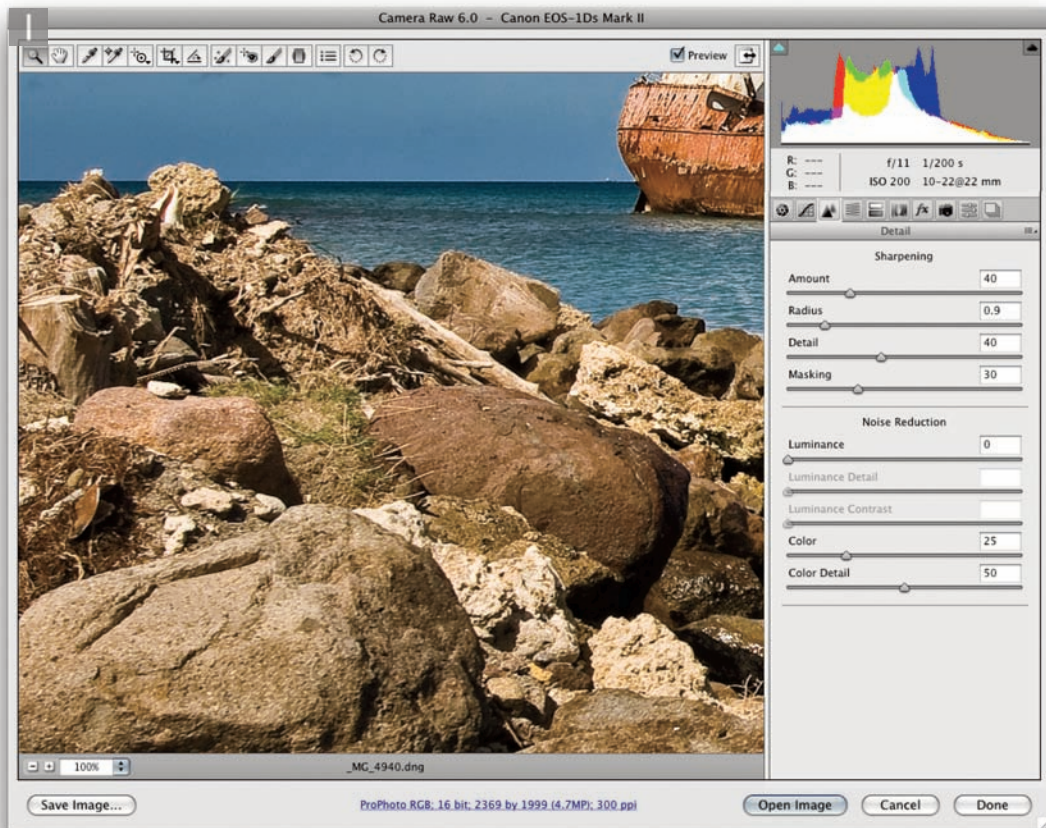 1
Camera Raw 6.0 – Canon EOS-1Ds Mark II
Preview
R: ---
G: ---
B: ---
f/11 1/200 s
ISO 200 10-22@22 mm
fx
Detail
Sharpening
Amount 40
Radius 0.9
Detail 40
Masking 30
Noise Reduction
Luminance 0
Luminance Detail
Luminance Contrast
Color 25
Color Detail 50
100%
_MG_4940.dng
Save Image...
ProPhoto RGB; 16 bit; 2369 by 1999 (4.7MP); 300 ppi
Open Image
Cancel
Done